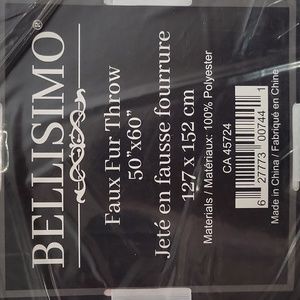 BELLISIMO®
Faux Fur Throw
50"x60"
Jeté en fausse fourrure
127 x 152 cm
Materials / Matériaux: 100% Polyester
CA 45724
6 27773 00744 1
Made in China / Fabriqué en Chine